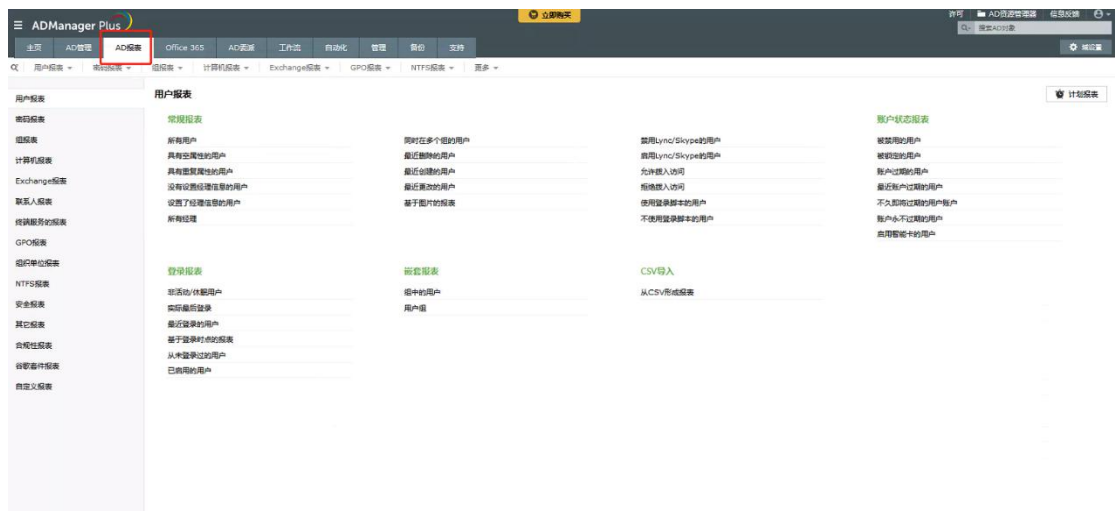 立即购买
许可 AD资源管理器 信息反馈
ADManager Plus
搜索AD对象
主页 AD管理 AD报表 Office 365 AD委派 工作流 自动化 管理 备份 支持
域设置
用户报表 密码报表 组报表 计算机报表 Exchange报表 GPO报表 NTFS报表 更多
用户报表
密码报表
组报表
计算机报表
Exchange报表
联系人报表
终端服务的报表
GPO报表
组织单位报表
NTFS报表
安全报表
其它报表
合规性报表
谷歌套件报表
自定义报表
用户报表
计划报表
常规报表
所有用户
具有空属性的用户
具有重复属性的用户
没有设置经理信息的用户
设置了经理信息的用户
所有经理
同时在多个组的用户
最近删除的用户
最近创建的用户
最近更改的用户
基于图片的报表
禁用Lync/Skype的用户
启用Lync/Skype的用户
允许拨入访问
拒绝拨入访问
使用登录脚本的用户
不使用登录脚本的用户
账户状态报表
被禁用的用户
被锁定的用户
账户过期的用户
最近账户过期的用户
不久即将过期的用户账户
账户永不过期的用户
启用智能卡的用户
登录报表
非活动/休眠用户
实际最后登录
最近登录的用户
基于登录时点的报表
从未登录过的用户
已启用的用户
嵌套报表
组中的用户
用户组
CSV导入
从CSV形成报表